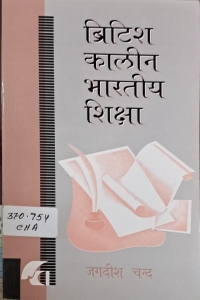 ब्रिटिश
कालीन
भारतीय
शिक्षा
370.954
CHA
जगदीश चन्द